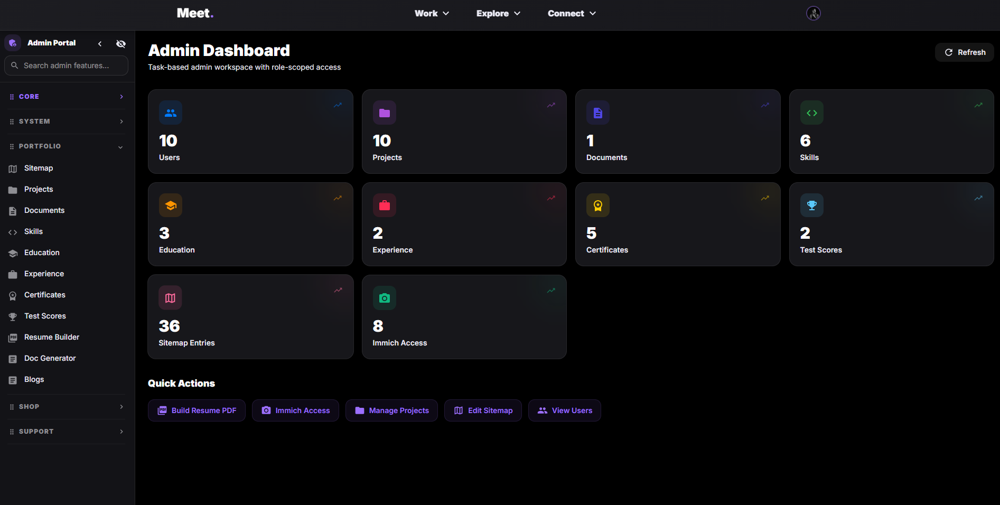 Meet.
Work
Explore
Connect
Admin Portal
Search admin features...
CORE
SYSTEM
PORTFOLIO
Sitemap
Projects
Documents
Skills
Education
Experience
Certificates
Test Scores
Resume Builder
Doc Generator
Blogs
SHOP
SUPPORT
Admin Dashboard
Task-based admin workspace with role-scoped access
Refresh
10
Users
10
Projects
1
Documents
6
Skills
3
Education
2
Experience
5
Certificates
2
Test Scores
36
Sitemap Entries
8
Immich Access
Quick Actions
PDF
Build Resume PDF
Immich Access
Manage Projects
Edit Sitemap
View Users